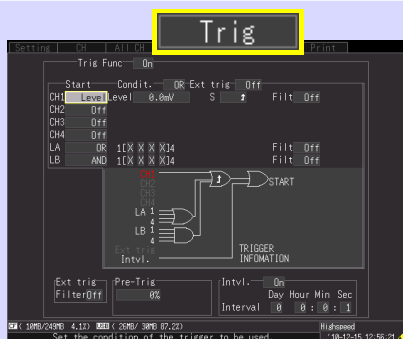 Trig
Setting CH All CH Print
Trig Func On
Start Condit. OR Ext trig Off
CH1 Level Level 0.0mV S Filt Off
CH2 Off
CH3 Off
CH4 Off
LA OR 1[X X X X]4 Filt Off
LB AND 1[X X X X]4 Filt Off
CH1
CH2
CH3
CH4
START
LA 1
4
LB 1
4
Ext trig
Intvl.
TRIGGER
INFOMATION
Ext trig Pre-Trig Intvl. On
Filter Off 0% Day Hour Min Sec
Interval 0 0 : 0 : 1
CF ( 10MB/249MB 4.1%) USED ( 26MB/ 30MB 87.2%) Highspeed
Set the condition of the trigger to be used. '10-12-15 12:56:21